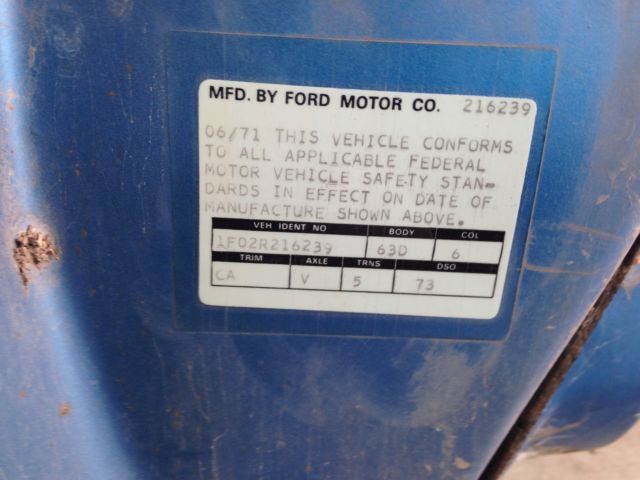 MFD. BY FORD MOTOR CO. 216239
06/71 THIS VEHICLE CONFORMS
TO ALL APPLICABLE FEDERAL
MOTOR VEHICLE SAFETY STAN-
DARDS IN EFFECT ON DATE OF
MANUFACTURE SHOWN ABOVE.
VEH IDENT NO BODY COL
1F02R216239 63D 6
TRIM AXLE TRNS DSO
CA V 5 73